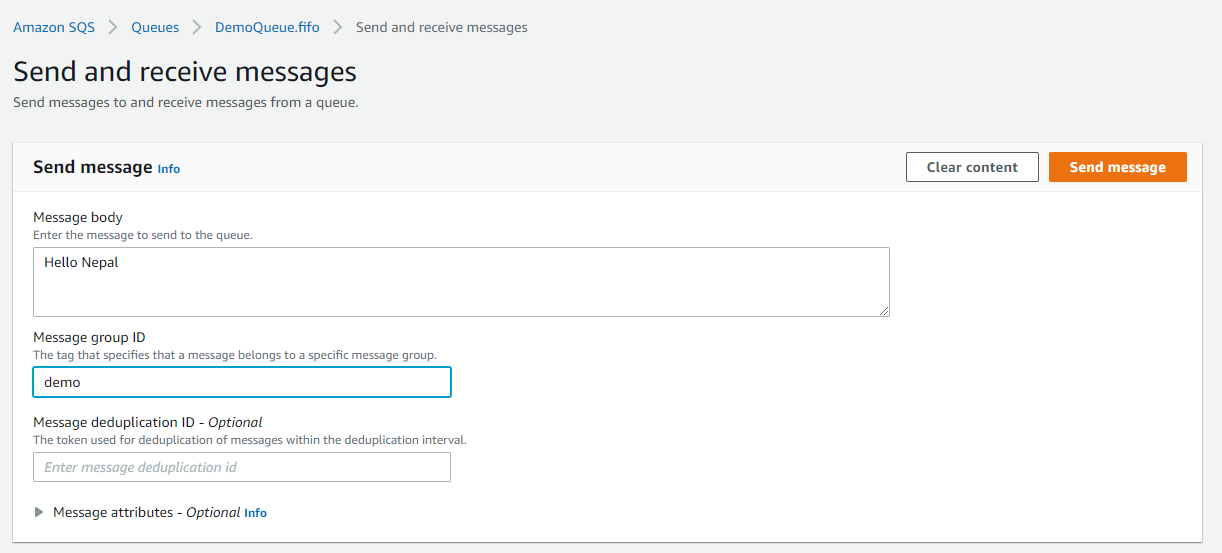 Amazon SQS > Queues > DemoQueue.fifo > Send and receive messages
Send and receive messages
Send messages to and receive messages from a queue.
Send message Info
Clear content
Send message
Message body
Enter the message to send to the queue.
Hello Nepal
Message group ID
The tag that specifies that a message belongs to a specific message group.
demo
Message deduplication ID - Optional
The token used for deduplication of messages within the deduplication interval.
Enter message deduplication id
Message attributes - Optional Info